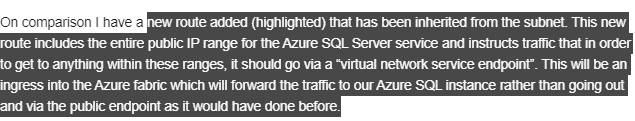 On comparison I have a new route added (highlighted) that has been inherited from the subnet. This new
route includes the entire public IP range for the Azure SQL Server service and instructs traffic that in order
to get to anything within these ranges, it should go via a “virtual network service endpoint”. This will be an
ingress into the Azure fabric which will forward the traffic to our Azure SQL instance rather than going out
and via the public endpoint as it would have done before.